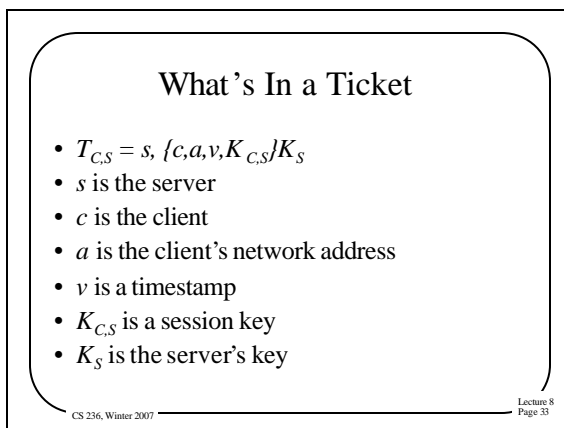 What's In a Ticket
• T_C,S = s, {c,a,v,K_C,S}K_S
• s is the server
• c is the client
• a is the client's network address
• v is a timestamp
• K_C,S is a session key
• K_S is the server's key
CS 236, Winter 2007
Lecture 8
Page 33